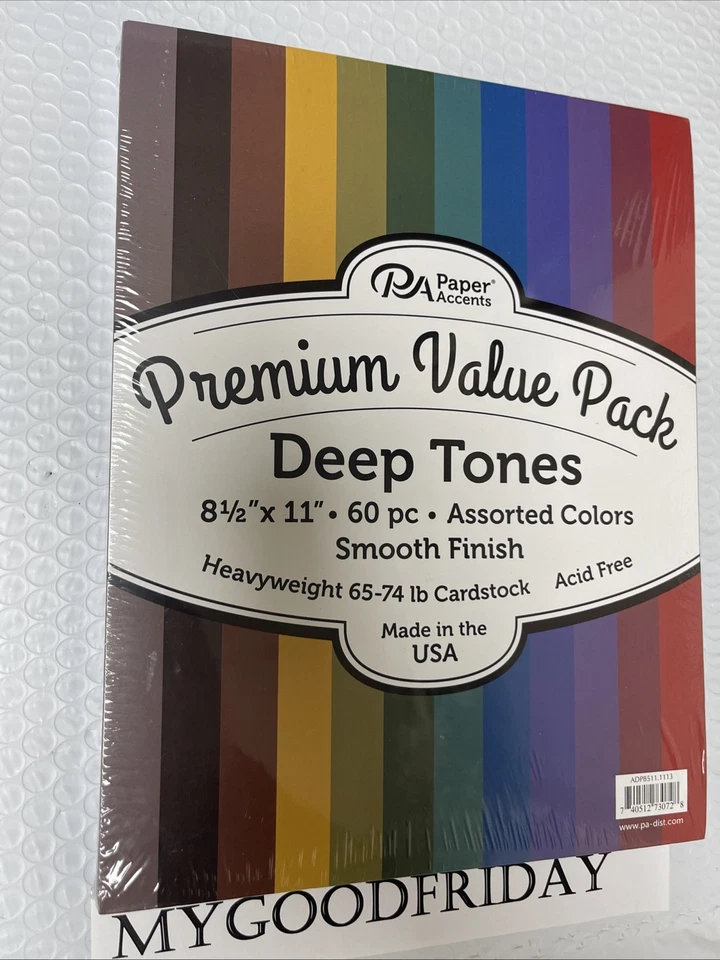 PA Paper® Accents
Premium Value Pack
Deep Tones
8½"x 11" • 60 pc • Assorted Colors
Smooth Finish
Heavyweight 65-74 lb Cardstock Acid Free
Made in the
USA
ADP8511.1113
7 40512 73072 8
www.pa-dist.com
MYGOODFRIDAY